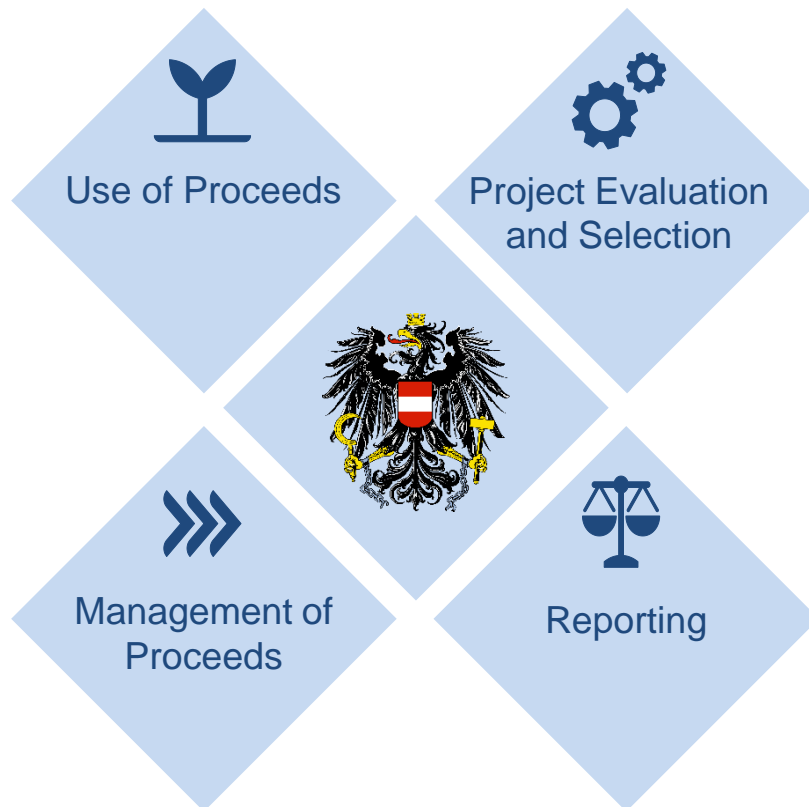 Use of Proceeds
Project Evaluation
and Selection
Management of
Proceeds
Reporting